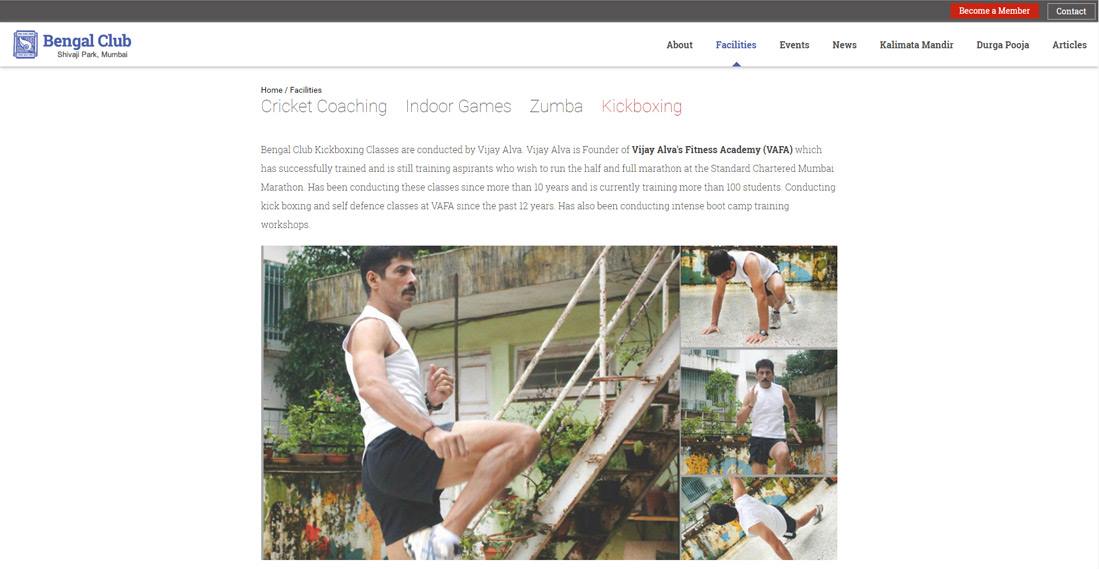 Become a Member Contact
Bengal Club
Shivaji Park, Mumbai
About Facilities Events News Kalimata Mandir Durga Pooja Articles
Home / Facilities
Cricket Coaching Indoor Games Zumba Kickboxing
Bengal Club Kickboxing Classes are conducted by Vijay Alva. Vijay Alva is Founder of Vijay Alva's Fitness Academy (VAFA) which
has successfully trained and is still training aspirants who wish to run the half and full marathon at the Standard Chartered Mumbai
Marathon. Has been conducting these classes since more than 10 years and is currently training more than 100 students. Conducting
kick boxing and self defence classes at VAFA since the past 12 years. Has also been conducting intense boot camp training
workshops.